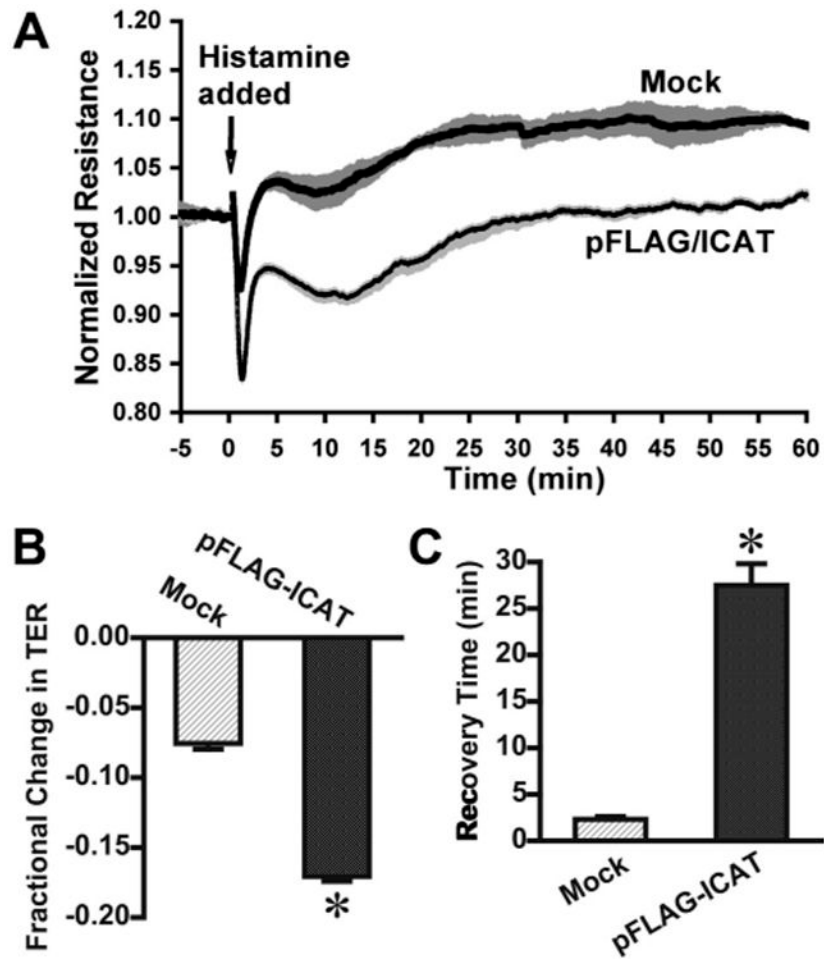 A
Normalized Resistance
1.20
1.15
1.10
1.05
1.00
0.95
0.90
0.85
0.80
Histamine
added
Mock
pFLAG/ICAT
-5 0 5 10 15 20 25 30 35 40 45 50 55 60
Time (min)
B
Mock
pFLAG-ICAT
Fractional Change in TER
0.00
-0.05
-0.10
-0.15
-0.20
*
C
Recovery Time (min)
30
25
20
15
10
5
0
*
Mock
pFLAG-ICAT